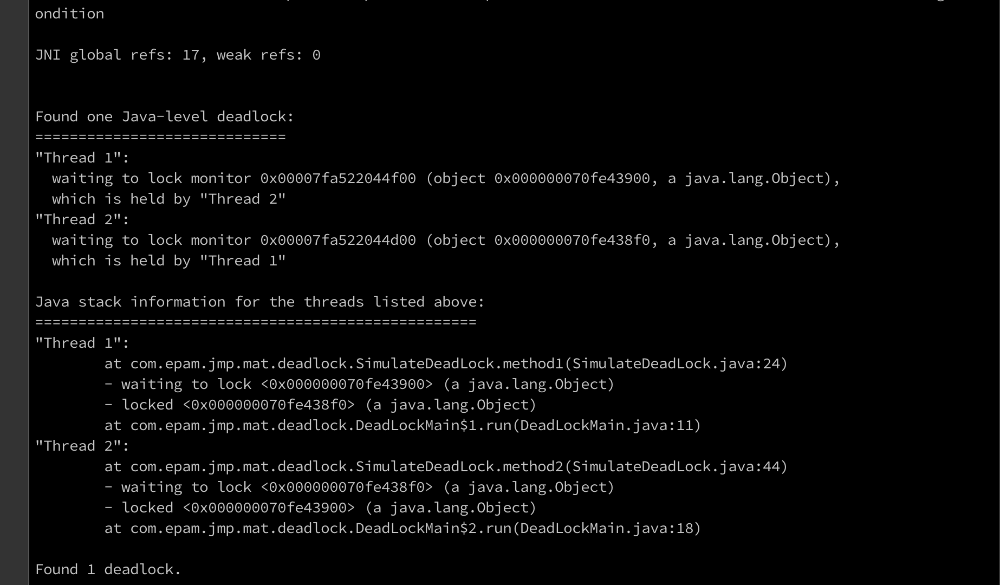 ondition
JNI global refs: 17, weak refs: 0
Found one Java-level deadlock:
=============================
"Thread 1":
  waiting to lock monitor 0x00007fa522044f00 (object 0x000000070fe43900, a java.lang.Object),
  which is held by "Thread 2"
"Thread 2":
  waiting to lock monitor 0x00007fa522044d00 (object 0x000000070fe438f0, a java.lang.Object),
  which is held by "Thread 1"
Java stack information for the threads listed above:
===================================================
"Thread 1":
        at com.epam.jmp.mat.deadlock.SimulateDeadLock.method1(SimulateDeadLock.java:24)
        - waiting to lock <0x000000070fe43900> (a java.lang.Object)
        - locked <0x000000070fe438f0> (a java.lang.Object)
        at com.epam.jmp.mat.deadlock.DeadLockMain$1.run(DeadLockMain.java:11)
"Thread 2":
        at com.epam.jmp.mat.deadlock.SimulateDeadLock.method2(SimulateDeadLock.java:44)
        - waiting to lock <0x000000070fe438f0> (a java.lang.Object)
        - locked <0x000000070fe43900> (a java.lang.Object)
        at com.epam.jmp.mat.deadlock.DeadLockMain$2.run(DeadLockMain.java:18)
Found 1 deadlock.